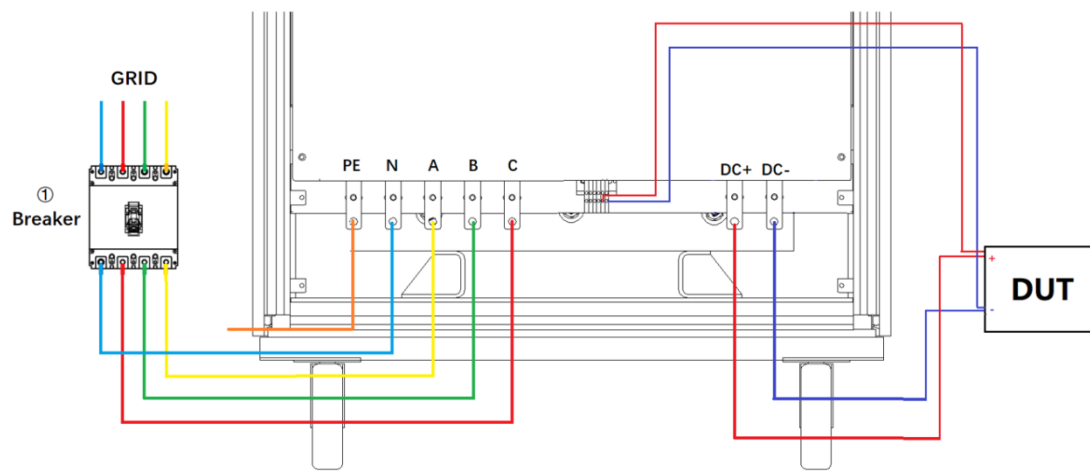 GRID
①
Breaker
PE N A B C
DC+ DC-
+
DUT
-